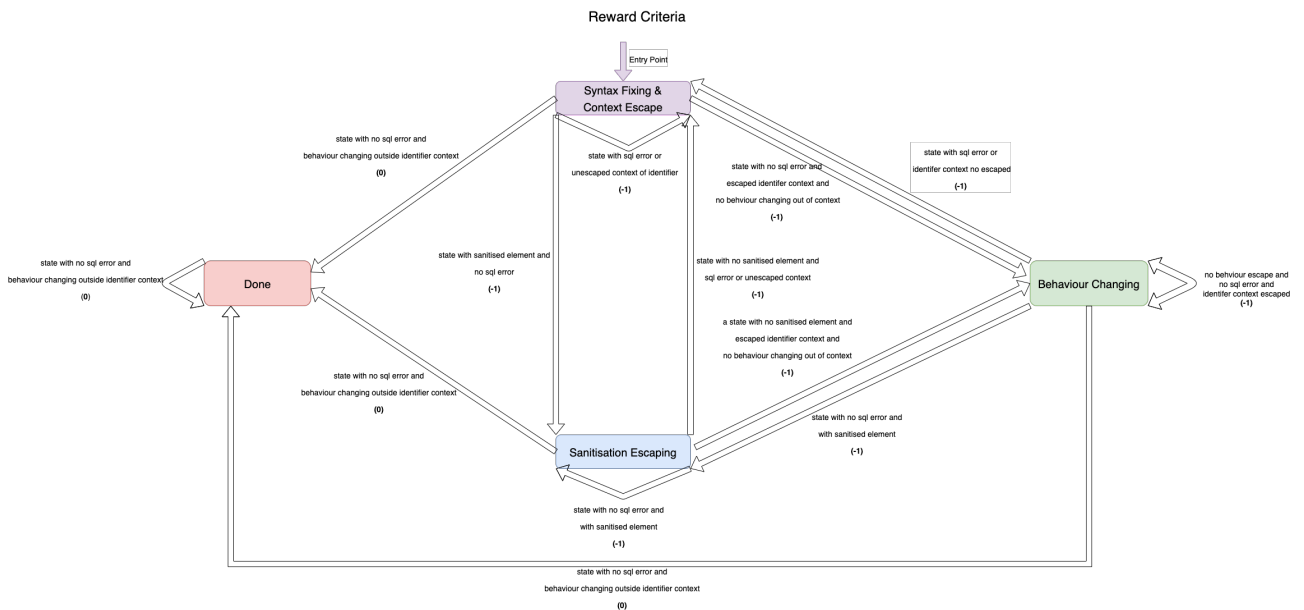 Reward Criteria
Entry Point
Syntax Fixing &
Context Escape
state with no sql error and
behaviour changing outside identifier context
(0)
state with sql error or
unescaped context of identifier
(-1)
state with no sql error and
escaped identifer context and
no behviour changing out of context
(-1)
state with sql error or
identifer context no escaped
(-1)
state with no sql error and
behaviour changing outside identifier context
(0)
Done
state with sanitised element and
no sql error
(-1)
state with no sanitised element and
sql error or unescaped context
(-1)
Behaviour Changing
no behviour escape and
no sql error and
identifer context escaped
(-1)
a state with no sanitised element and
escaped identifier context and
no behaviour changing out of context
(-1)
state with no sql error and
behaviour changing outside identifier context
(0)
state with no sql error and
with sanitised element
(-1)
Sanitisation Escaping
state with no sql error and
with sanitised element
(-1)
state with no sql error and
behaviour changing outside identifier context
(0)